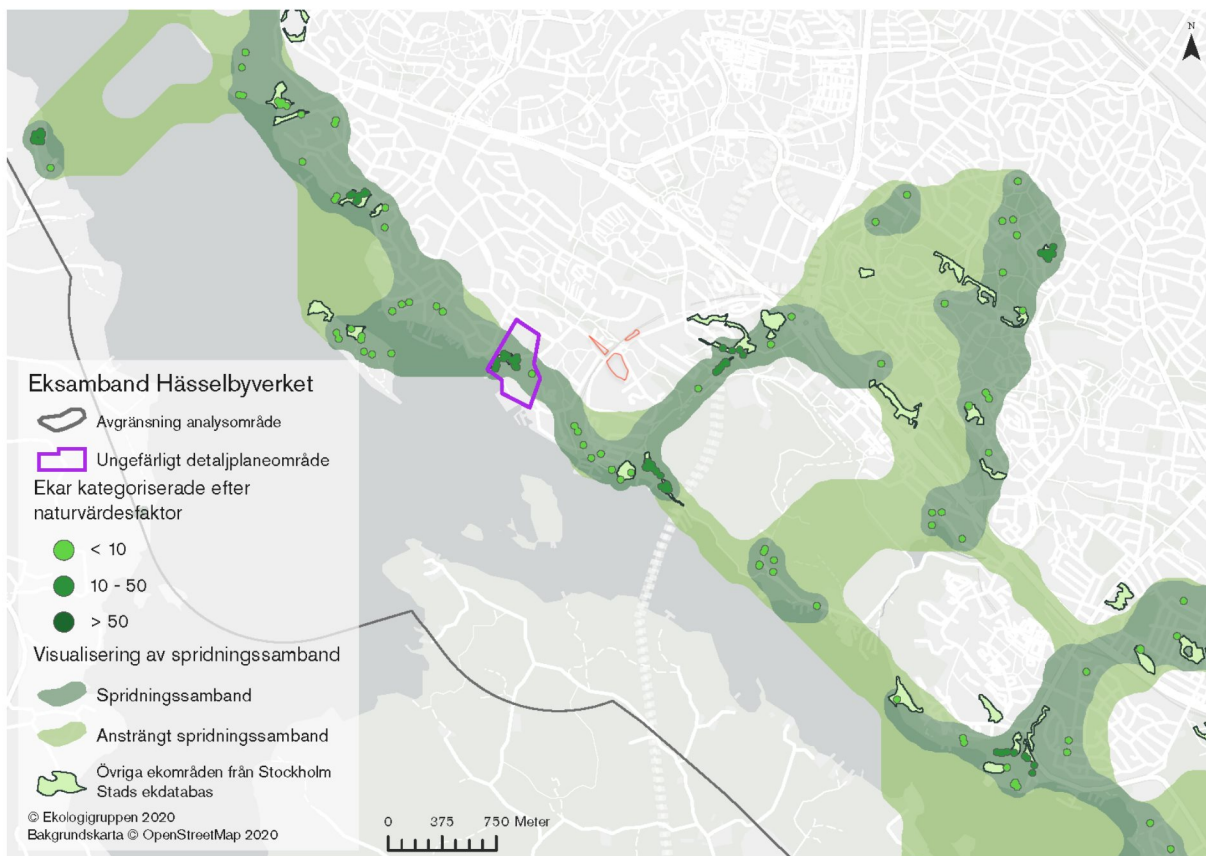 N
Eksamband Hässelbyverket
Avgränsning analysområde
Ungefärligt detaljplaneområde
Ekar kategoriserade efter
naturvärdesfaktor
< 10
10 - 50
> 50
Visualisering av spridningssamband
Spridningssamband
Ansträngt spridningssamband
Övriga ekområden från Stockholm
Stads ekdatabas
© Ekologigruppen 2020
Bakgrundskarta © OpenStreetMap 2020
0 375 750 Meter